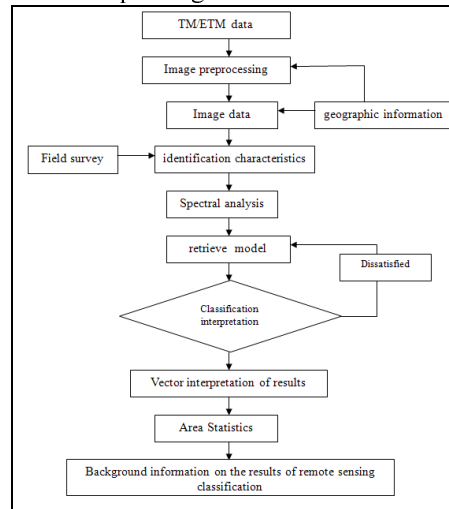 TM/ETM data
Image preprocessing
Image data
geographic information
Field survey
identification characteristics
Spectral analysis
retrieve model
Dissatisfied
Classification
interpretation
Vector interpretation of results
Area Statistics
Background information on the results of remote sensing
classification